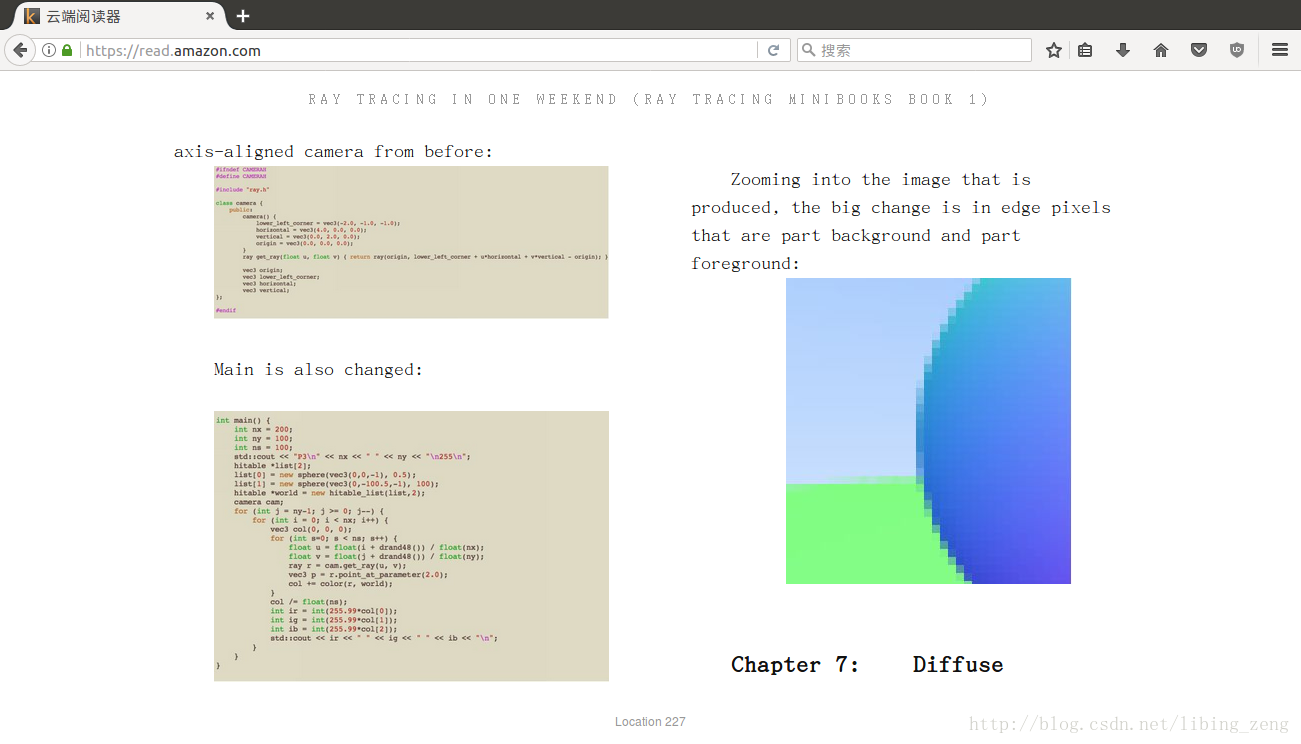 云端阅读器
https://read.amazon.com
搜索
RAY TRACING IN ONE WEEKEND (RAY TRACING MINIBOOKS BOOK 1)
axis-aligned camera from before:
#ifndef CAMERAH
#define CAMERAH
#include "ray.h"
class camera {
public:
camera() {
lower_left_corner = vec3(-2.0, -1.0, -1.0);
horizontal = vec3(4.0, 0.0, 0.0);
vertical = vec3(0.0, 2.0, 0.0);
origin = vec3(0.0, 0.0, 0.0);
}
ray get_ray(float u, float v) { return ray(origin, lower_left_corner + u*horizontal + v*vertical - origin); }
vec3 origin;
vec3 lower_left_corner;
vec3 horizontal;
vec3 vertical;
};
#endif
Main is also changed:
int main() {
int nx = 200;
int ny = 100;
int ns = 100;
std::cout << "P3\n" << nx << " " << ny << "\n255\n";
hitable *list[2];
list[0] = new sphere(vec3(0,0,-1), 0.5);
list[1] = new sphere(vec3(0,-100.5,-1), 100);
hitable *world = new hitable_list(list,2);
camera cam;
for (int j = ny-1; j >= 0; j--) {
for (int i = 0; i < nx; i++) {
vec3 col(0, 0, 0);
for (int s=0; s < ns; s++) {
float u = float(i + drand48()) / float(nx);
float v = float(j + drand48()) / float(ny);
ray r = cam.get_ray(u, v);
vec3 p = r.point_at_parameter(2.0);
col += color(r, world);
}
col /= float(ns);
int ir = int(255.99*col[0]);
int ig = int(255.99*col[1]);
int ib = int(255.99*col[2]);
std::cout << ir << " " << ig << " " << ib << "\n";
}
}
}
Zooming into the image that is
produced, the big change is in edge pixels
that are part background and part
foreground:
Chapter 7: Diffuse
Location 227
http://blog.csdn.net/libing_zeng